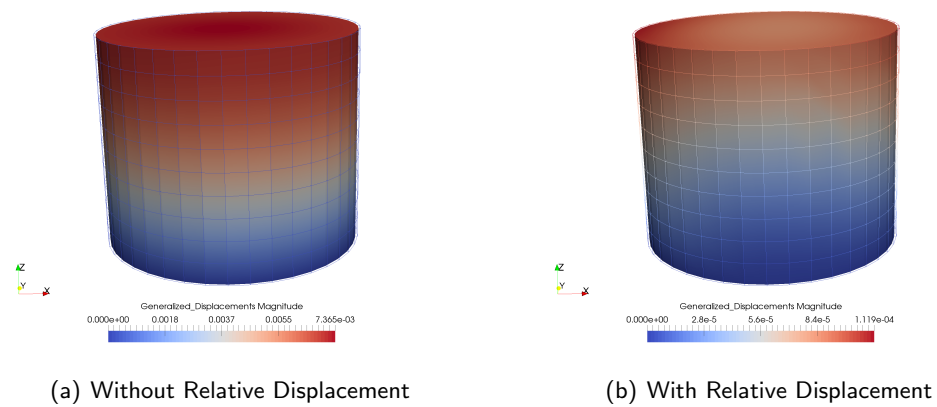 Z
Y
X
Generalized_Displacements Magnitude
0.000e+00 0.0018 0.0037 0.0055 7.365e-03
(a) Without Relative Displacement
Z
Y
X
Generalized_Displacements Magnitude
0.000e+00 2.8e-5 5.6e-5 8.4e-5 1.119e-04
(b) With Relative Displacement